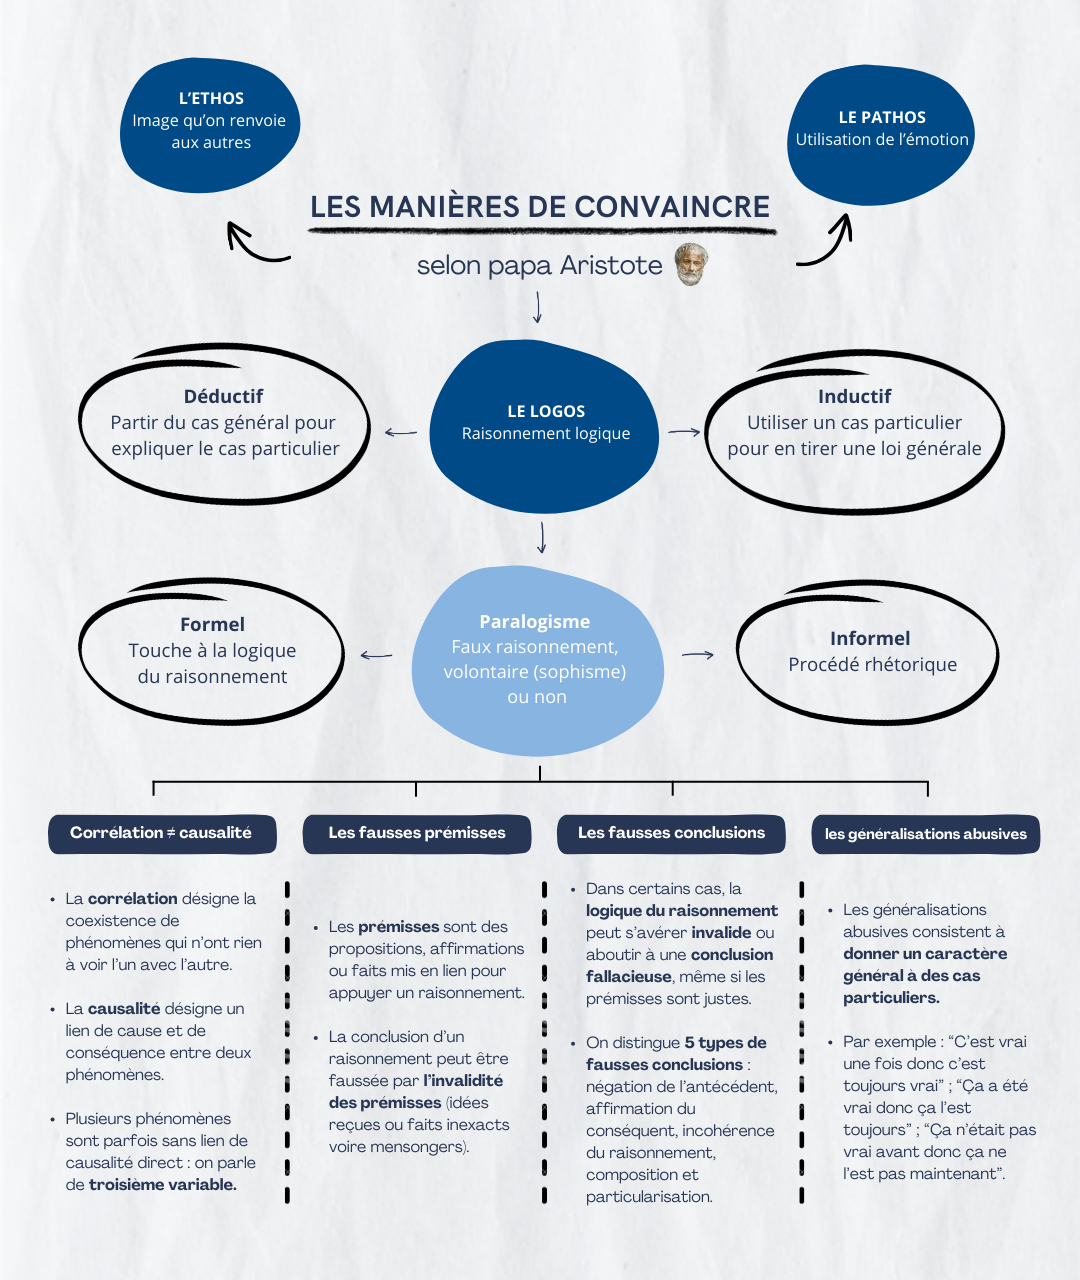 L’ETHOS
Image qu’on renvoie
aux autres
LE PATHOS
Utilisation de l’émotion
LES MANIÈRES DE CONVAINCRE
selon papa Aristote
Déductif
Partir du cas général pour
expliquer le cas particulier
LE LOGOS
Raisonnement logique
Inductif
Utiliser un cas particulier
pour en tirer une loi générale
Formel
Touche à la logique
du raisonnement
Paralogisme
Faux raisonnement,
volontaire (sophisme)
ou non
Informel
Procédé rhétorique
Corrélation ≠ causalité
• La corrélation désigne la
coexistence de
phénomènes qui n’ont rien
à voir l’un avec l’autre.
• La causalité désigne un
lien de cause et de
conséquence entre deux
phénomènes.
• Plusieurs phénomènes
sont parfois sans lien de
causalité direct : on parle
de troisième variable.
Les fausses prémisses
• Les prémisses sont des
propositions, affirmations
ou faits mis en lien pour
appuyer un raisonnement.
• La conclusion d’un
raisonnement peut être
faussée par l’invalidité
des prémisses (idées
reçues ou faits inexacts
voire mensongers).
Les fausses conclusions
• Dans certains cas, la
logique du raisonnement
peut s’avérer invalide ou
aboutir à une conclusion
fallacieuse, même si les
prémisses sont justes.
• On distingue 5 types de
fausses conclusions :
négation de l’antécédent,
affirmation du
conséquent, incohérence
du raisonnement,
composition et
particularisation.
les généralisations abusives
• Les généralisations
abusives consistent à
donner un caractère
général à des cas
particuliers.
• Par exemple : “C’est vrai
une fois donc c’est
toujours vrai” ; “Ça a été
vrai donc ça l’est
toujours” ; “Ça n’était pas
vrai avant donc ça ne
l’est pas maintenant”.